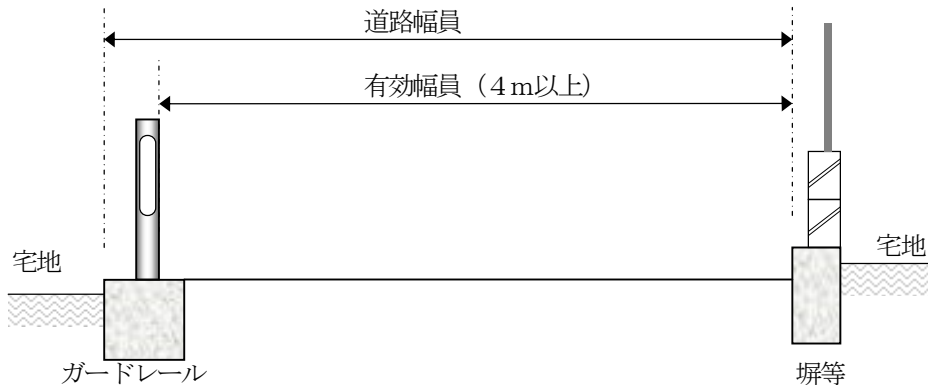 道路幅員
有効幅員（４ｍ以上）
宅地
宅地
ガードレール
塀等